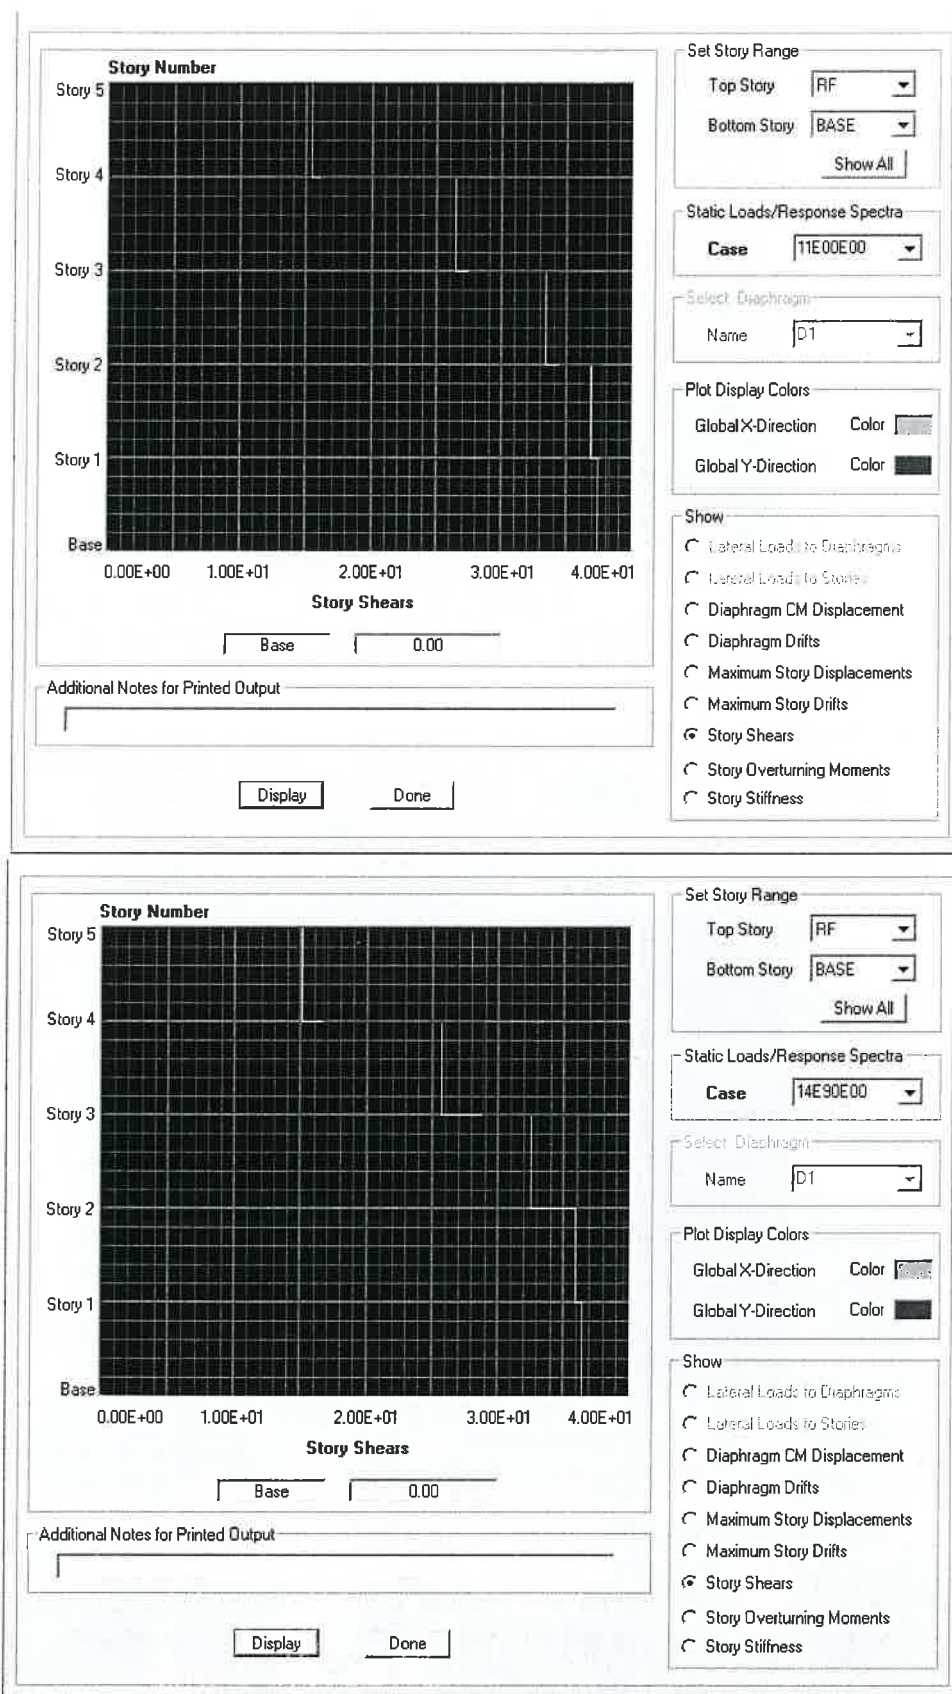 Story Number
Story 5
Story 4
Story 3
Story 2
Story 1
Base
0.00E+00 1.00E+01 2.00E+01 3.00E+01 4.00E+01
Story Shears
Base 0.00
Additional Notes for Printed Output
Display Done
Set Story Range
Top Story RF
Bottom Story BASE
Show All
Static Loads/Response Spectra
Case 11E00E00
Select Diaphragm
Name D1
Plot Display Colors
Global X-Direction Color
Global Y-Direction Color
Show
Lateral Loads to Diaphragms
Lateral Loads to Stories
Diaphragm CM Displacement
Diaphragm Drifts
Maximum Story Displacements
Maximum Story Drifts
Story Shears
Story Overturning Moments
Story Stiffness
Story Number
Story 5
Story 4
Story 3
Story 2
Story 1
Base
0.00E+00 1.00E+01 2.00E+01 3.00E+01 4.00E+01
Story Shears
Base 0.00
Additional Notes for Printed Output
Display Done
Set Story Range
Top Story RF
Bottom Story BASE
Show All
Static Loads/Response Spectra
Case 14E90E00
Select Diaphragm
Name D1
Plot Display Colors
Global X-Direction Color
Global Y-Direction Color
Show
Lateral Loads to Diaphragms
Lateral Loads to Stories
Diaphragm CM Displacement
Diaphragm Drifts
Maximum Story Displacements
Maximum Story Drifts
Story Shears
Story Overturning Moments
Story Stiffness